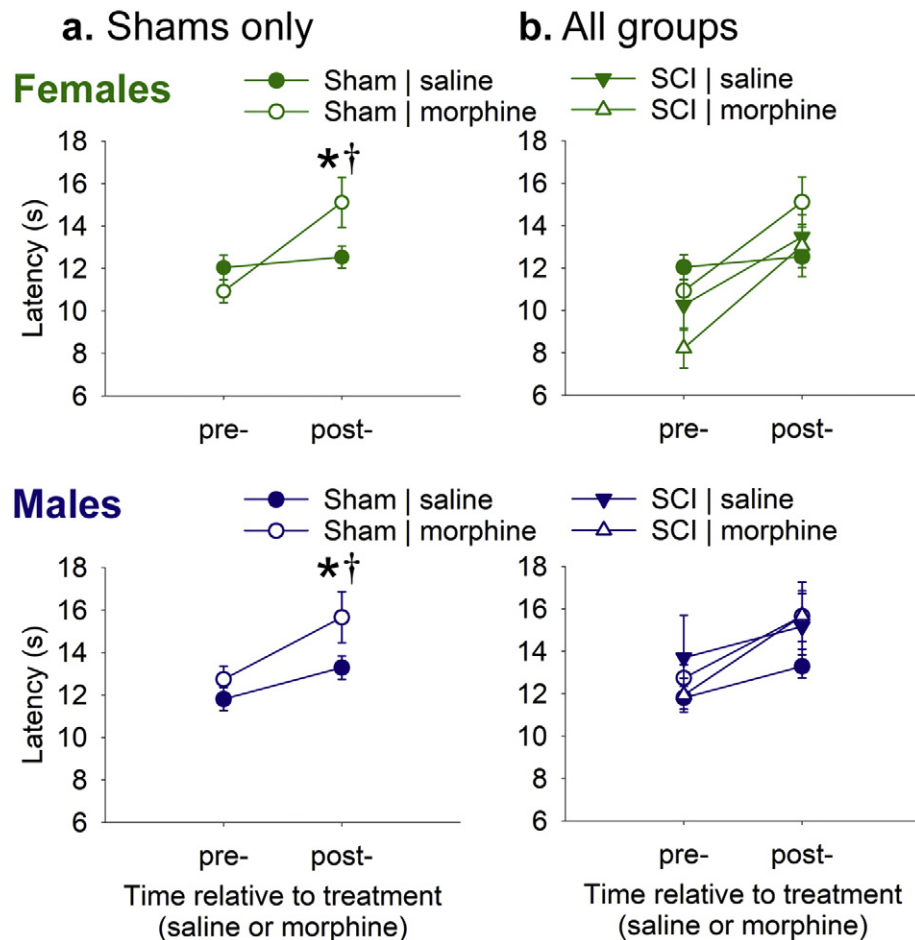 a. Shams only
b. All groups
Females
Sham | saline
Sham | morphine
SCI | saline
SCI | morphine
*†
Latency (s)
18
16
14
12
10
8
6
pre-
post-
18
16
14
12
10
8
6
pre-
post-
Males
Sham | saline
Sham | morphine
SCI | saline
SCI | morphine
*†
Latency (s)
18
16
14
12
10
8
6
pre-
post-
Time relative to treatment
(saline or morphine)
18
16
14
12
10
8
6
pre-
post-
Time relative to treatment
(saline or morphine)